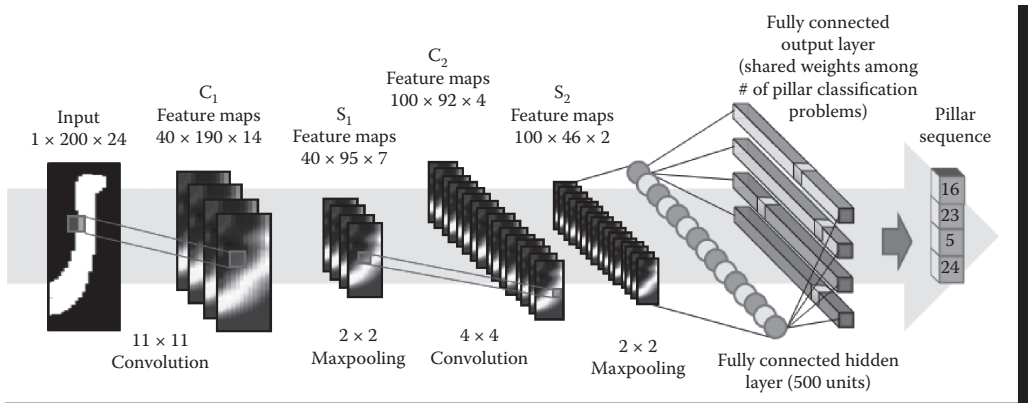 Input
1 × 200 × 24
C₁
Feature maps
40 × 190 × 14
S₁
Feature maps
40 × 95 × 7
C₂
Feature maps
100 × 92 × 4
S₂
Feature maps
100 × 46 × 2
Fully connected
output layer
(shared weights among
# of pillar classification
problems)
Pillar
sequence
16
23
5
24
11 × 11
Convolution
2 × 2
Maxpooling
4 × 4
Convolution
2 × 2
Maxpooling
Fully connected hidden
layer (500 units)